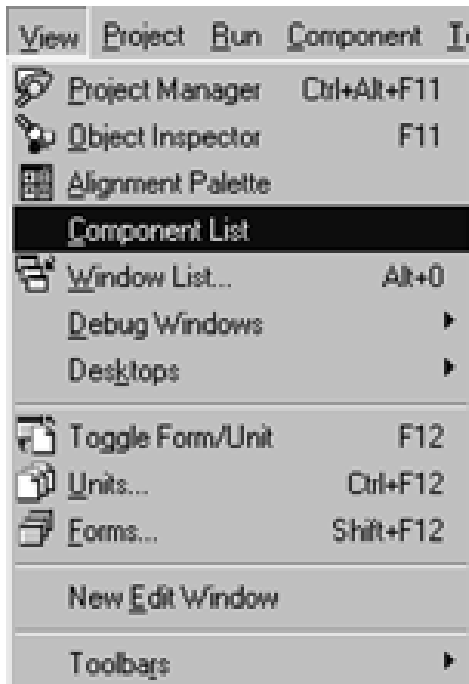 View Project Run Component
Project Manager Ctrl+Alt+F11
Object Inspector F11
Alignment Palette
Component List
Window List... Alt+0
Debug Windows
Desktops
Toggle Form/Unit F12
Units... Ctrl+F12
Forms... Shift+F12
New Edit Window
Toolbars